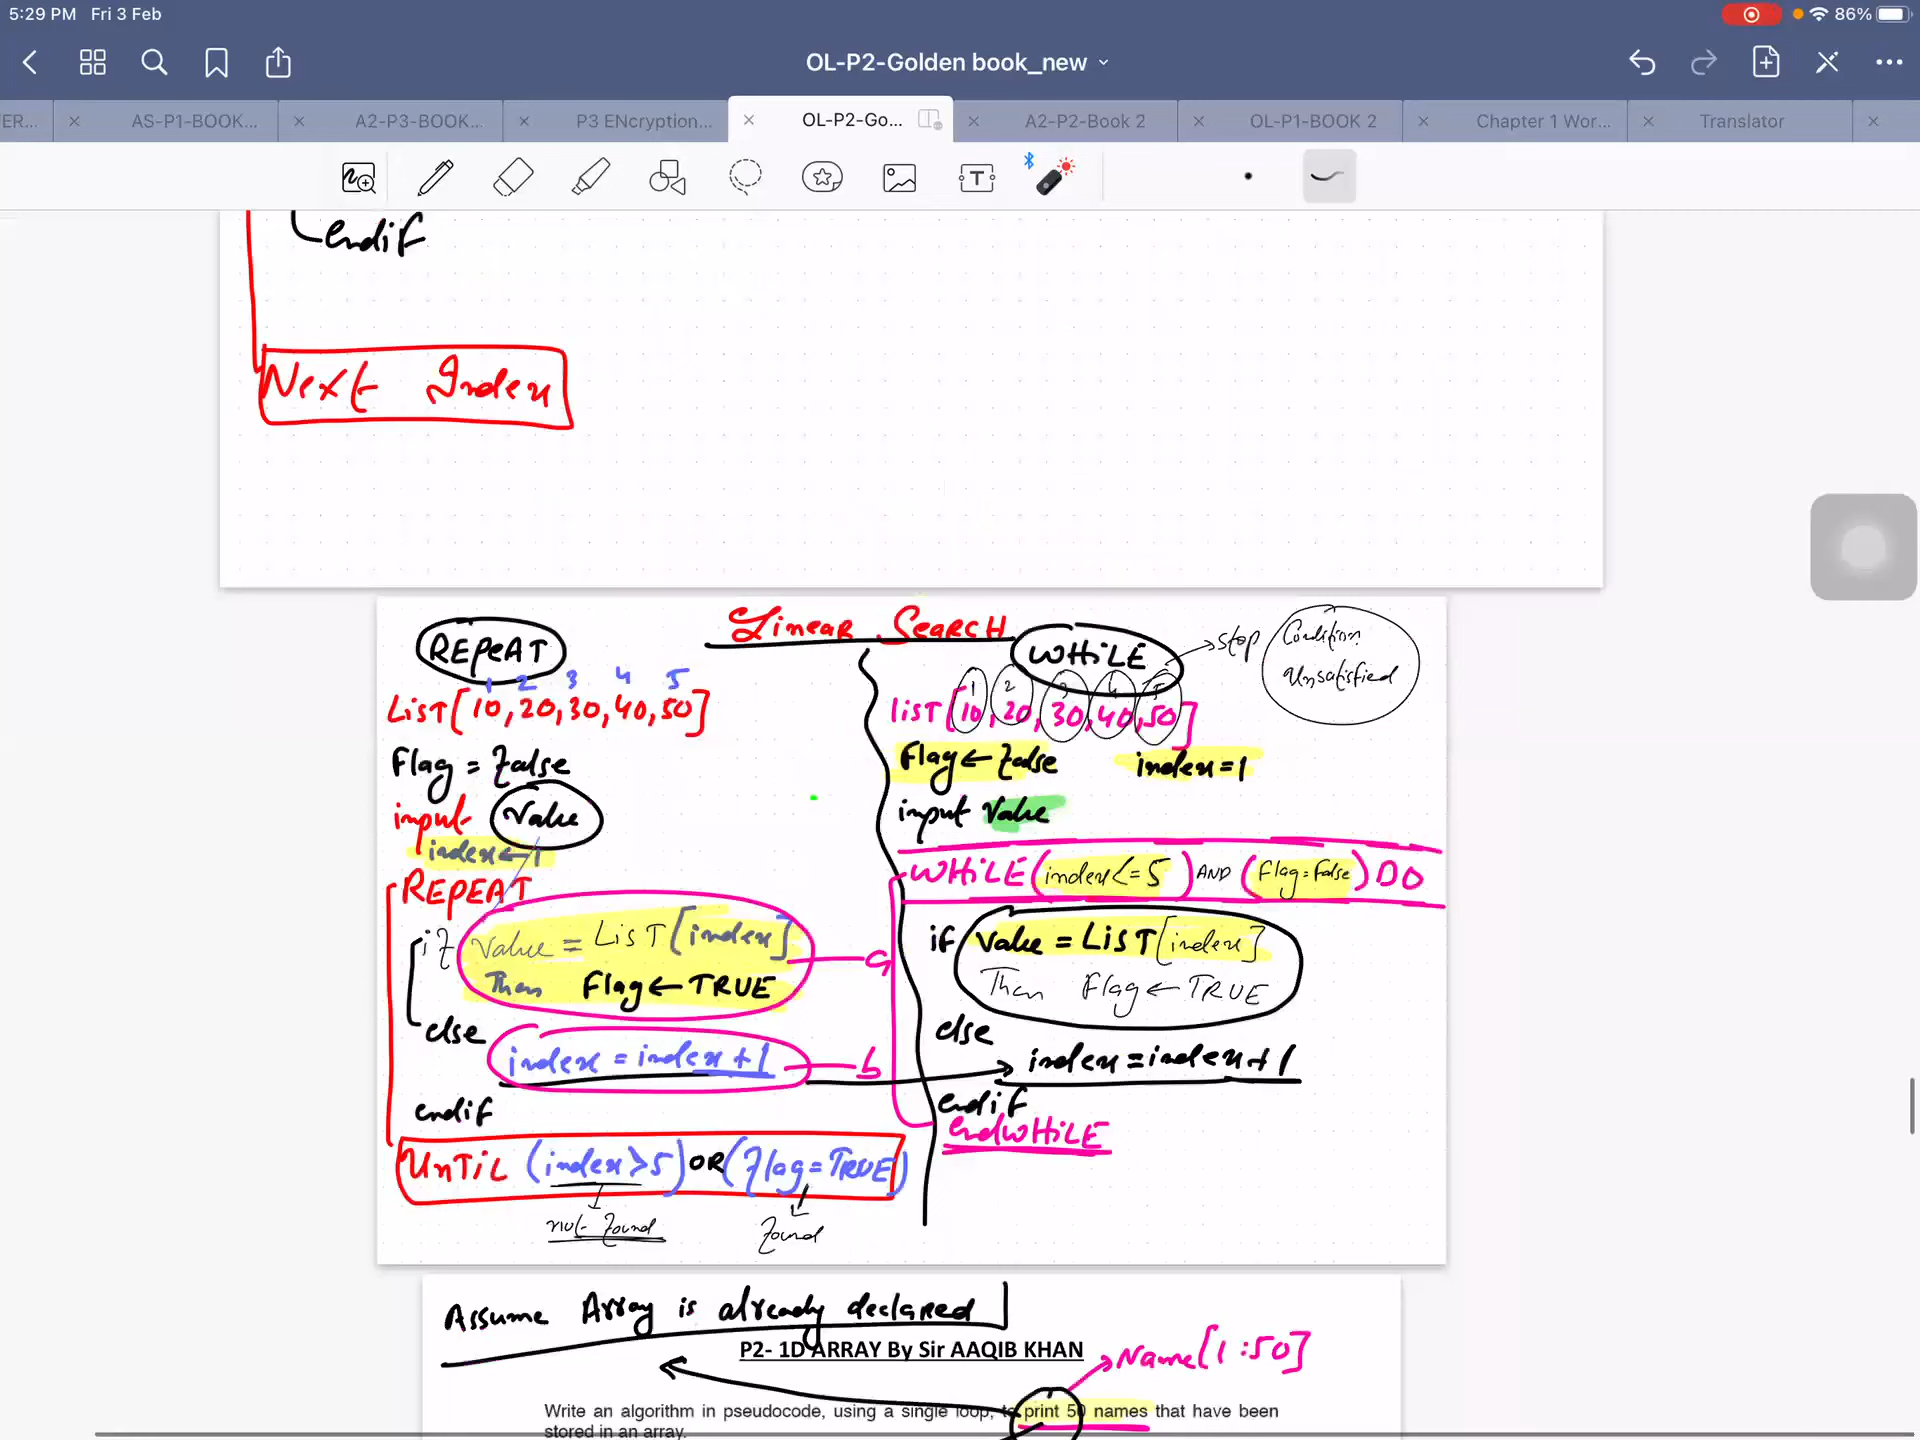 5:29 PM Fri 3 Feb
86%
OL-P2-Golden book_new
ER...
AS-P1-BOOK...
A2-P3-BOOK...
P3 ENcryption...
OL-P2-Go...
A2-P2-Book 2
OL-P1-BOOK 2
Chapter 1 Wor...
Translator
endif
Next Index
Linear Search
REPEAT
1 2 3 4 5
LIST[10,20,30,40,50]
Flag = False
input Value
index←1
REPEAT
if Value = LIST[index]
Then Flag←TRUE
a
else
index = index+1
b
endif
UNTIL (index>5) OR (Flag=TRUE)
not found
found
WHILE
stop
Condition
Unsatisfied
1 2 3 4 5
LIST[10,20,30,40,50]
Flag←False index=1
input Value
WHILE(index<=5) AND (Flag=False) DO
if Value = LIST[index]
Then Flag←TRUE
else
index=index+1
endif
endWHILE
Assume Array is already declared
P2- 1D ARRAY By Sir AAQIB KHAN
Name[1:50]
Write an algorithm in pseudocode, using a single loop, to print 50 names that have been
stored in an array.